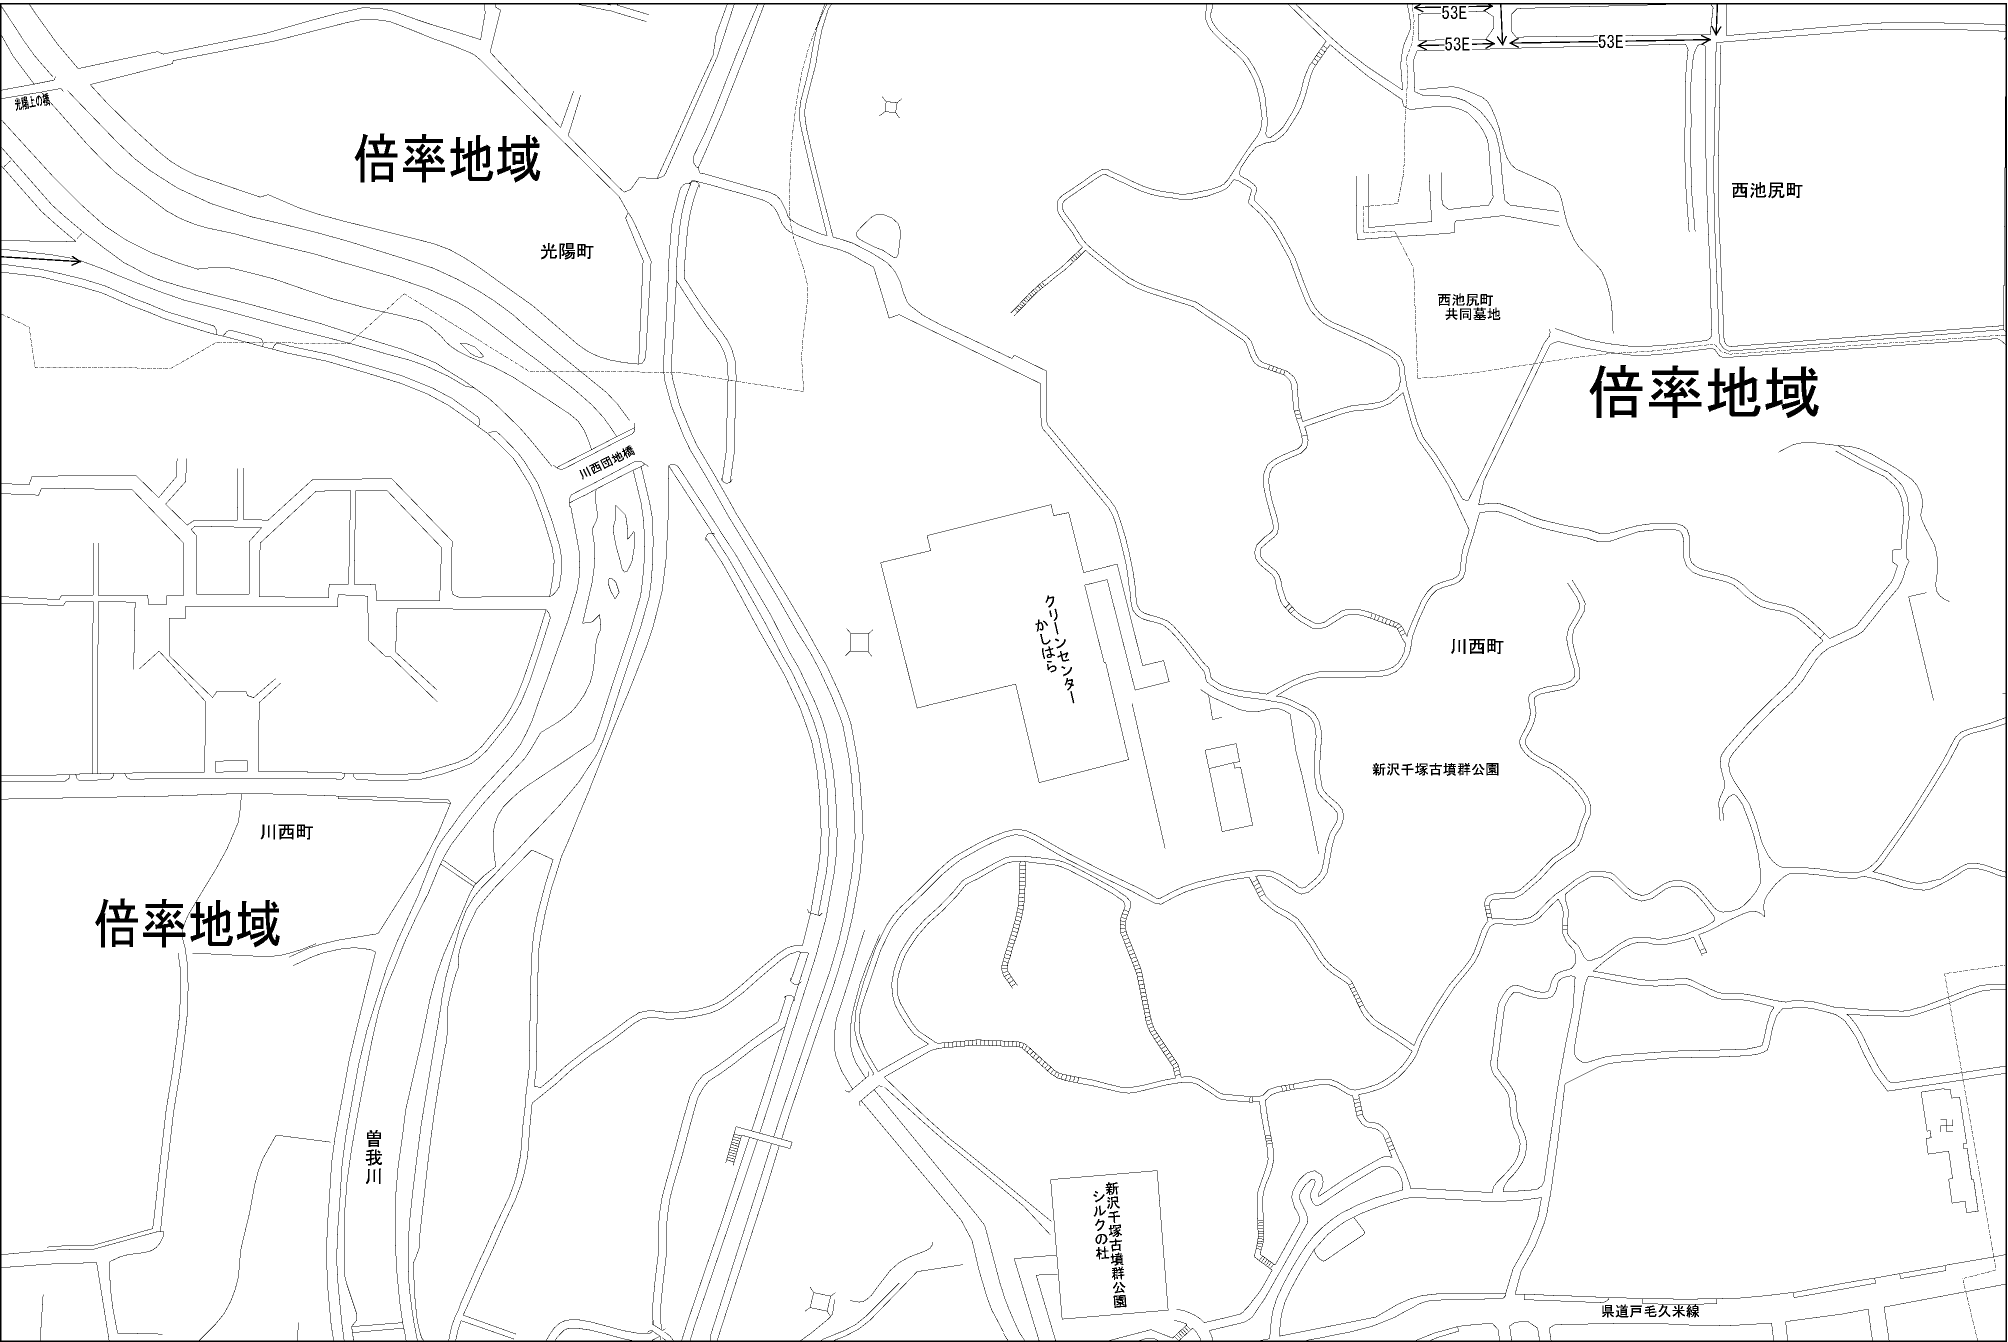 53E
53E
53E
光陽上の橋
倍率地域
西池尻町
光陽町
西池尻町
共同墓地
倍率地域
川西団地橋
クリーンセンター
かしはら
川西町
新沢千塚古墳群公園
川西町
倍率地域
曽我川
新沢千塚古墳群公園
シルクの杜
県道戸毛久米線